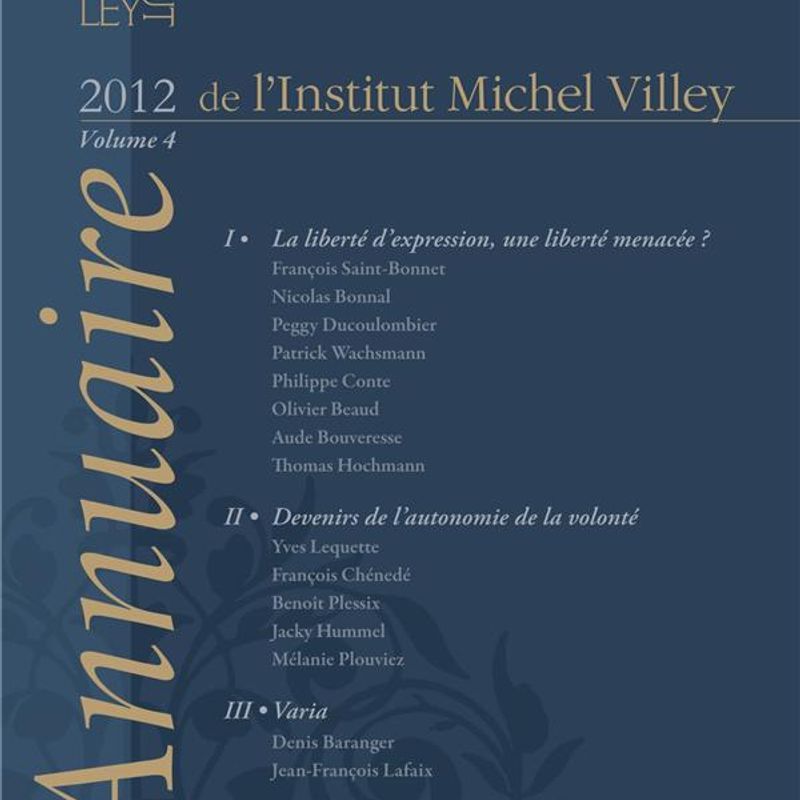 LEY
2012 de l'Institut Michel Villey
Volume 4
Annuaire
I • La liberté d'expression, une liberté menacée ?
François Saint-Bonnet
Nicolas Bonnal
Peggy Ducoulombier
Patrick Wachsmann
Philippe Conte
Olivier Beaud
Aude Bouveresse
Thomas Hochmann
II • Devenirs de l'autonomie de la volonté
Yves Lequette
François Chénedé
Benoît Plessix
Jacky Hummel
Mélanie Plouviez
III • Varia
Denis Baranger
Jean-François Lafaix